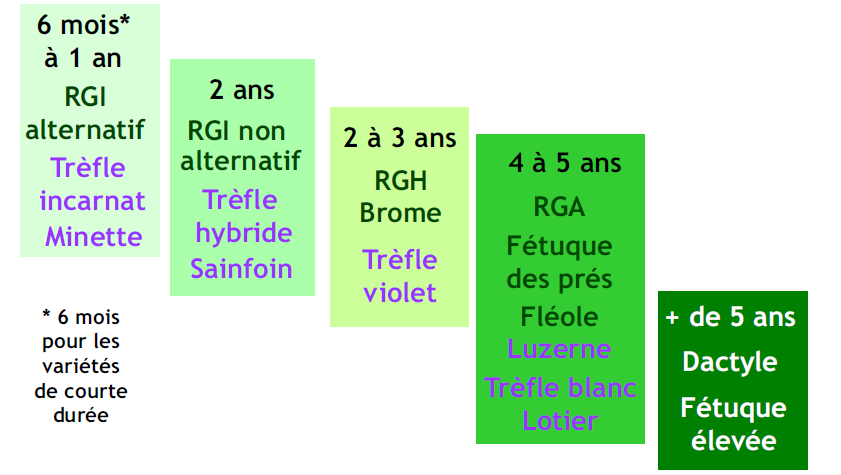 6 mois*
à 1 an
RGI
alternatif
Trèfle
incarnat
Minette
* 6 mois
pour les
variétés
de courte
durée
2 ans
RGI non
alternatif
Trèfle
hybride
Sainfoin
2 à 3 ans
RGH
Brome
Trèfle
violet
4 à 5 ans
RGA
Fétuque
des prés
Fléole
Luzerne
Trèfle blanc
Lotier
+ de 5 ans
Dactyle
Fétuque
élevée